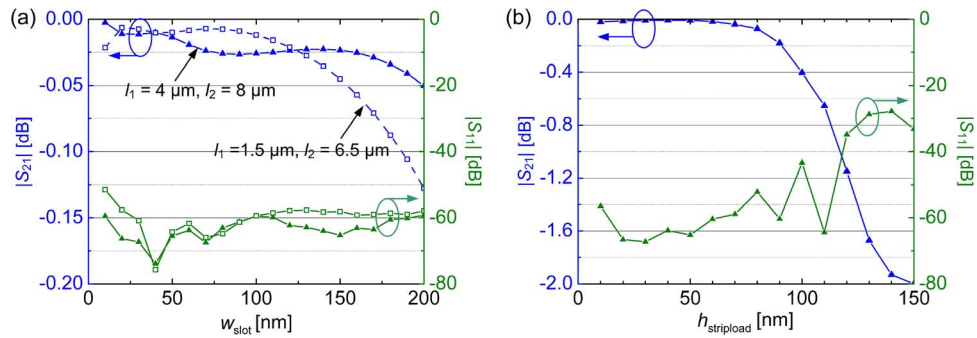 (a)
|S21| [dB]
0.00
-0.05
-0.10
-0.15
-0.20
l1 = 4 μm, l2 = 8 μm
l1 =1.5 μm, l2 = 6.5 μm
0
-20
-40
-60
-80
|S11| [dB]
0 50 100 150 200
wslot [nm]
(b)
|S21| [dB]
0.0
-0.4
-0.8
-1.2
-1.6
-2.0
0
-20
-40
-60
-80
|S11| [dB]
0 50 100 150
hstripload [nm]